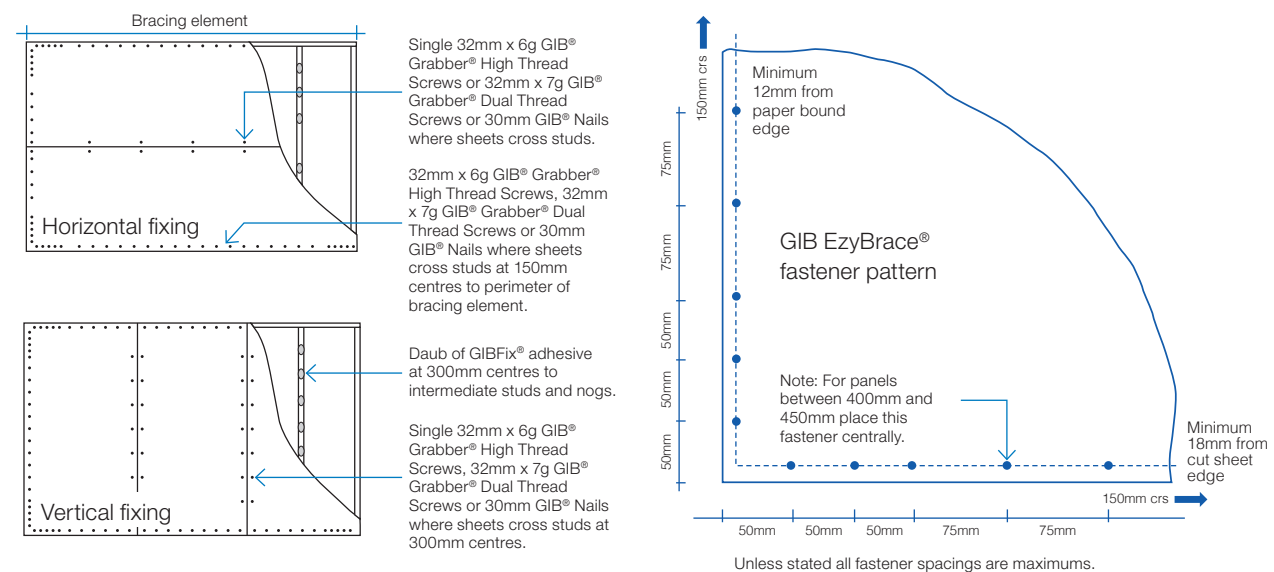 Bracing element
Single 32mm x 6g GIB®
Grabber® High Thread
Screws or 32mm x 7g GIB®
Grabber® Dual Thread
Screws or 30mm GIB® Nails
where sheets cross studs.
32mm x 6g GIB® Grabber®
High Thread Screws, 32mm
x 7g GIB® Grabber® Dual
Thread Screws or 30mm
GIB® Nails where sheets
cross studs at 150mm
centres to perimeter of
bracing element.
Horizontal fixing
Daub of GIBFix® adhesive
at 300mm centres to
intermediate studs and nogs.
Single 32mm x 6g GIB®
Grabber® High Thread
Screws, 32mm x 7g GIB®
Grabber® Dual Thread
Screws or 30mm GIB® Nails
where sheets cross studs at
300mm centres.
Vertical fixing
150mm crs
Minimum
12mm from
paper bound
edge
75mm
75mm
50mm
50mm
50mm
GIB EzyBrace®
fastener pattern
Note: For panels
between 400mm and
450mm place this
fastener centrally.
Minimum
18mm from
cut sheet
edge
150mm crs
50mm
50mm
50mm
75mm
75mm
Unless stated all fastener spacings are maximums.